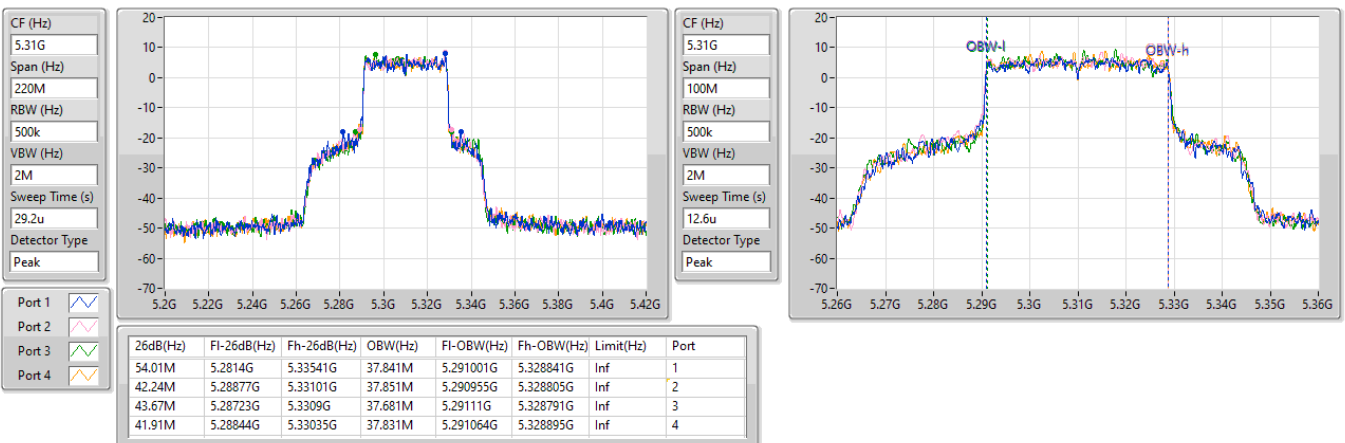 CF (Hz)
5.31G
Span (Hz)
220M
RBW (Hz)
500k
VBW (Hz)
2M
Sweep Time (s)
29.2u
Detector Type
Peak
Port 1
Port 2
Port 3
Port 4
20
10
0
-10
-20
-30
-40
-50
-60
-70
5.2G 5.22G 5.24G 5.26G 5.28G 5.3G 5.32G 5.34G 5.36G 5.38G 5.4G 5.42G
CF (Hz)
5.31G
Span (Hz)
100M
RBW (Hz)
500k
VBW (Hz)
2M
Sweep Time (s)
12.6u
Detector Type
Peak
20
10
0
-10
-20
-30
-40
-50
-60
-70
OBW-l
OBW-h
5.26G 5.27G 5.28G 5.29G 5.3G 5.31G 5.32G 5.33G 5.34G 5.35G 5.36G
26dB(Hz) Fl-26dB(Hz) Fh-26dB(Hz) OBW(Hz) Fl-OBW(Hz) Fh-OBW(Hz) Limit(Hz) Port
54.01M 5.2814G 5.33541G 37.841M 5.291001G 5.328841G Inf 1
42.24M 5.28877G 5.33101G 37.851M 5.290955G 5.328805G Inf 2
43.67M 5.28723G 5.3309G 37.681M 5.29111G 5.328791G Inf 3
41.91M 5.28844G 5.33035G 37.831M 5.291064G 5.328895G Inf 4